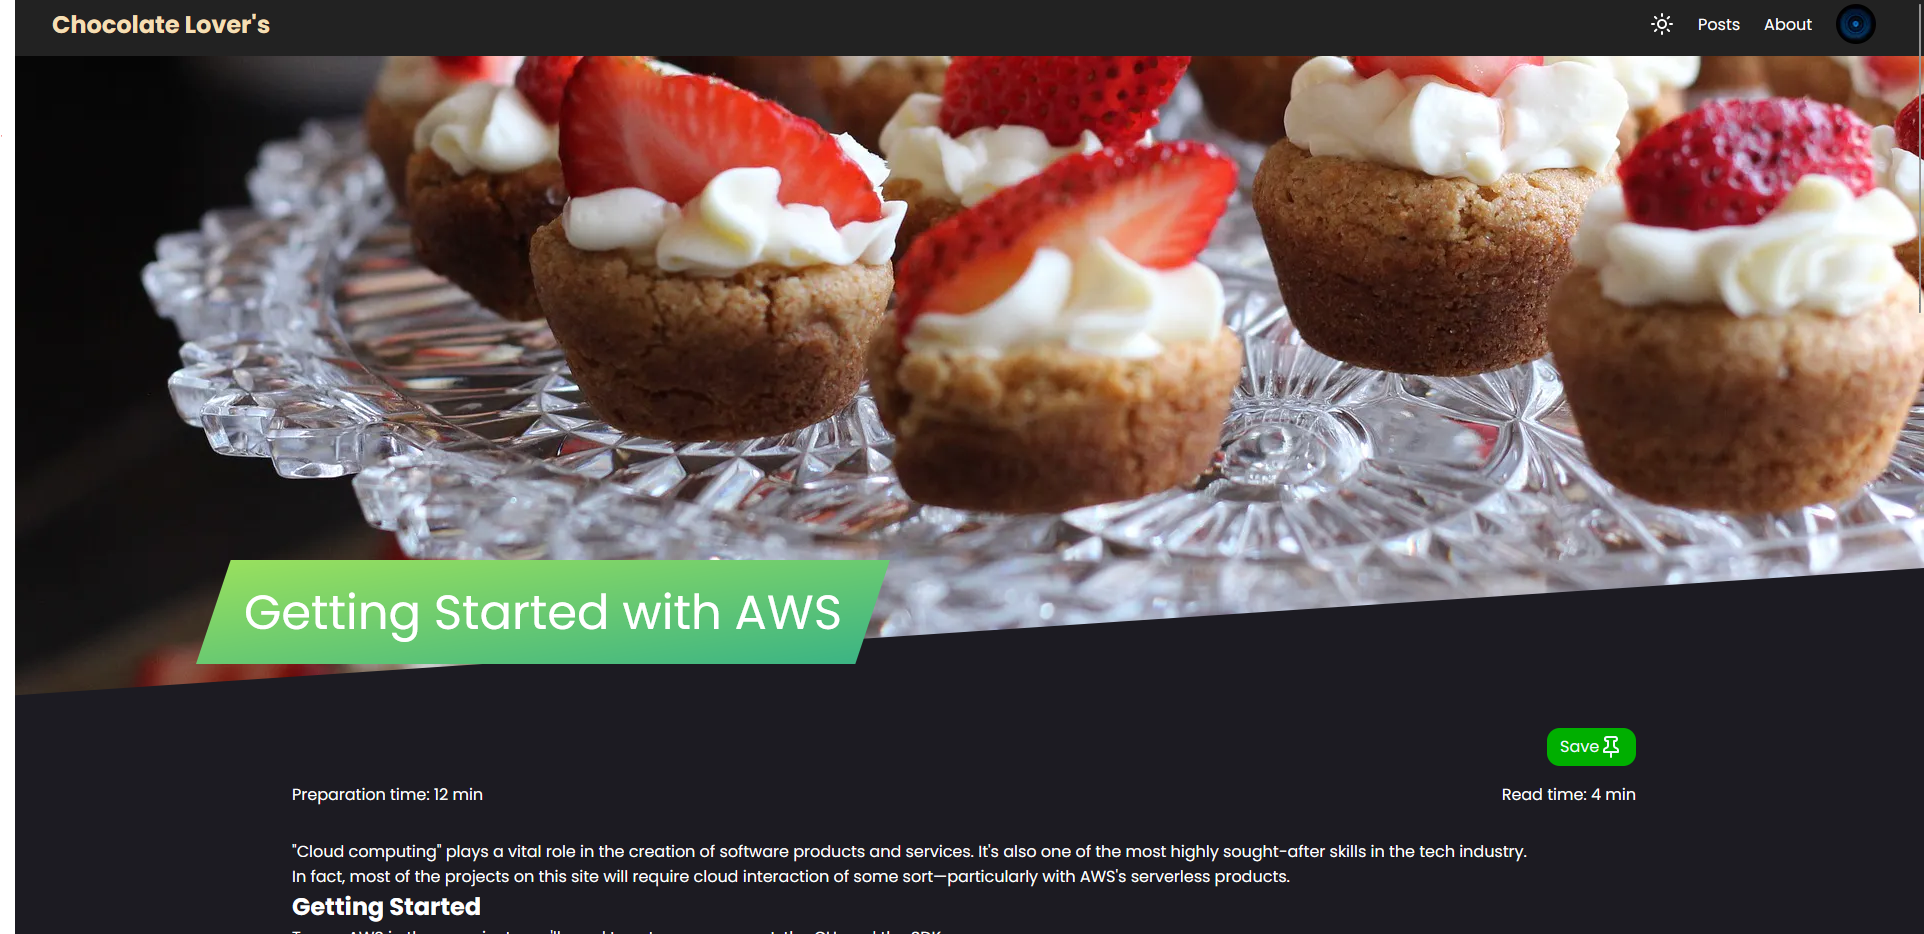 Chocolate Lover's
Posts
About
Getting Started with AWS
Save
Preparation time: 12 min
Read time: 4 min
"Cloud computing" plays a vital role in the creation of software products and services. It's also one of the most highly sought-after skills in the tech industry.
In fact, most of the projects on this site will require cloud interaction of some sort—particularly with AWS's serverless products.
Getting Started